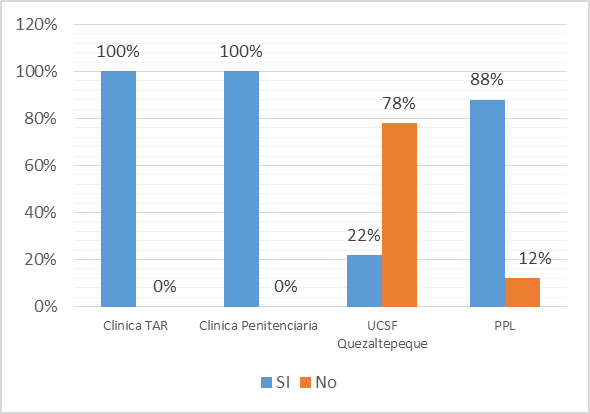 120%
100%
80%
60%
40%
20%
0%
100%
0%
100%
0%
22%
78%
88%
12%
Clinica TAR
Clinica Penitenciaria
UCSF
Quezaltepeque
PPL
SI
No